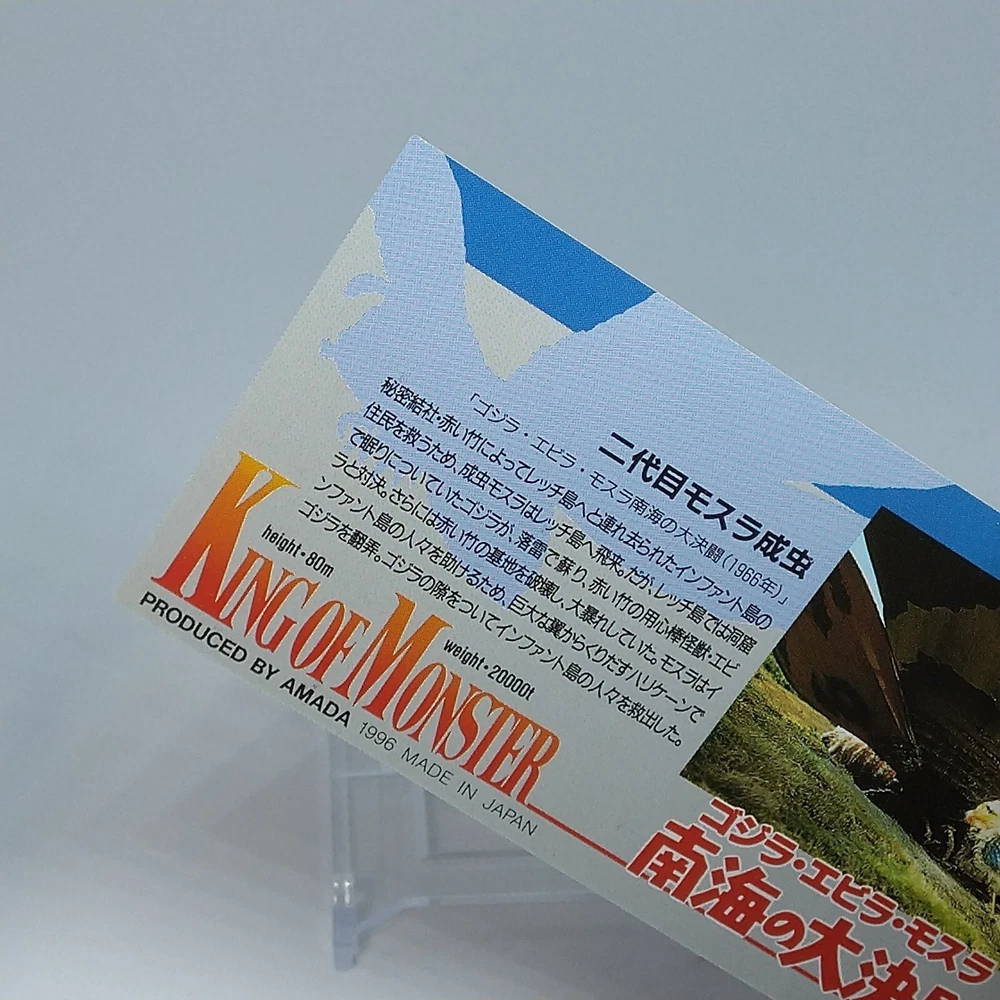 二代目モスラ成虫
「ゴジラ・エビラ・モスラ南海の大決闘(1966年)」
秘密結社・赤い竹によってレッチ島へと連れ去られたインファント島の
住民を救うため、成虫モスラはレッチ島へ飛来。だが、レッチ島では洞窟
で眠りについていたゴジラが、落雷で蘇り、赤い竹の用心棒怪獣・エビ
ラと対決。さらには赤い竹の基地を破壊し、大暴れしていた。モスラはイ
ンファント島の人々を助けるため、巨大な翼からくりだすハリケーンで
ゴジラを翻弄。ゴジラの隙をついてインファント島の人々を救出した。
height・80m
weight・20000t
KING OF MONSTER
PRODUCED BY AMADA 1996 MADE IN JAPAN
ゴジラ・エビラ・モスラ
南海の大決